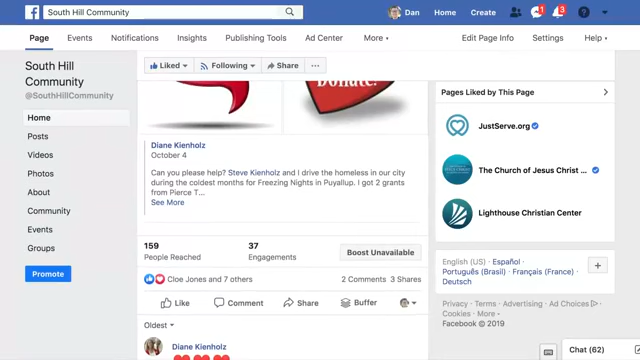 South Hill Community
Dan
Home
Create
1
3
Page
Events
Notifications
Insights
Publishing Tools
Ad Center
More
Edit Page Info
Settings
Help
South Hill
Community
@SouthHillCommunity
Home
Posts
Videos
Photos
About
Community
Events
Groups
Promote
Liked
Following
Share
...
Donate!
Diane Kienholz
October 4
Can you please help? Steve Kienholz and I drive the homeless in our city
during the coldest months for Freezing Nights in Puyallup. I got 2 grants
from Pierce T...
See More
159
People Reached
37
Engagements
Boost Unavailable
Cloe Jones and 7 others
2 Comments 3 Shares
Like
Comment
Share
Buffer
Oldest
Diane Kienholz
Pages Liked by This Page
JustServe.org
The Church of Jesus Christ ...
Lighthouse Christian Center
English (US) · Español ·
Português (Brasil) · Français (France) ·
Deutsch
Privacy · Terms · Advertising · Ad Choices ·
Cookies · More
Facebook © 2019
Chat (62)